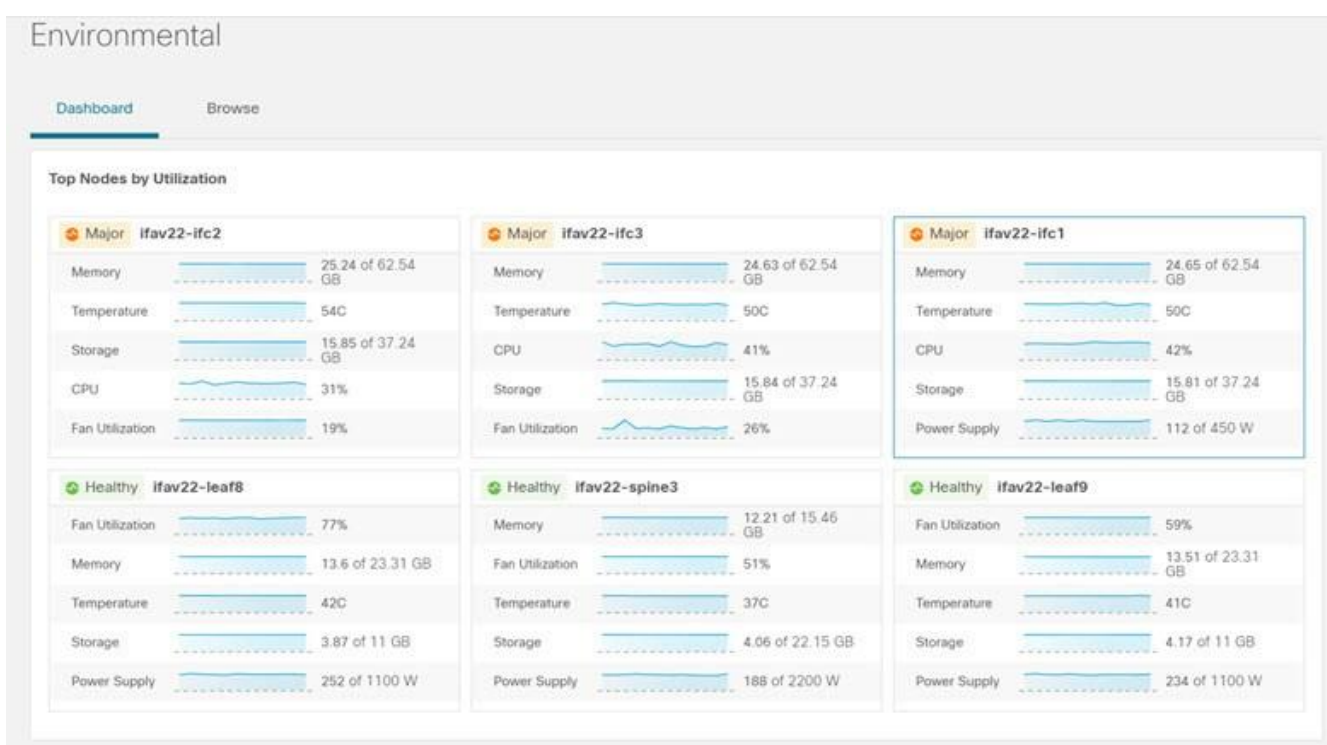 Environmental
Dashboard Browse
Top Nodes by Utilization
Major ifav22-ifc2
Memory 25.24 of 62.54
GB
Temperature 54C
Storage 15.85 of 37.24
GB
CPU 31%
Fan Utilization 19%
Major ifav22-ifc3
Memory 24.63 of 62.54
GB
Temperature 50C
CPU 41%
Storage 15.84 of 37.24
GB
Fan Utilization 26%
Major ifav22-ifc1
Memory 24.65 of 62.54
GB
Temperature 50C
CPU 42%
Storage 15.81 of 37.24
GB
Power Supply 112 of 450 W
Healthy ifav22-leaf8
Fan Utilization 77%
Memory 13.6 of 23.31 GB
Temperature 42C
Storage 3.87 of 11 GB
Power Supply 252 of 1100 W
Healthy ifav22-spine3
Memory 12.21 of 15.46
GB
Fan Utilization 51%
Temperature 37C
Storage 4.06 of 22.15 GB
Power Supply 188 of 2200 W
Healthy ifav22-leaf9
Fan Utilization 59%
Memory 13.51 of 23.31
GB
Temperature 41C
Storage 4.17 of 11 GB
Power Supply 234 of 1100 W